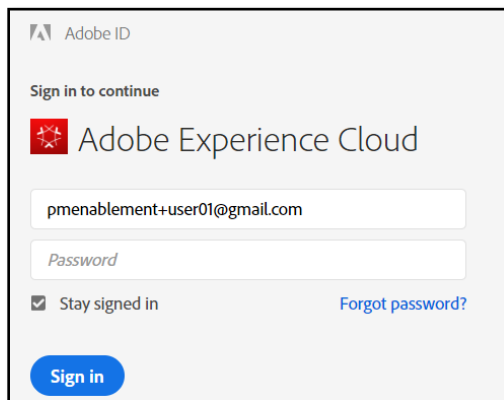 Adobe ID
Sign in to continue
Adobe Experience Cloud
pmenablement+user01@gmail.com
Password
Stay signed in Forgot password?
Sign in